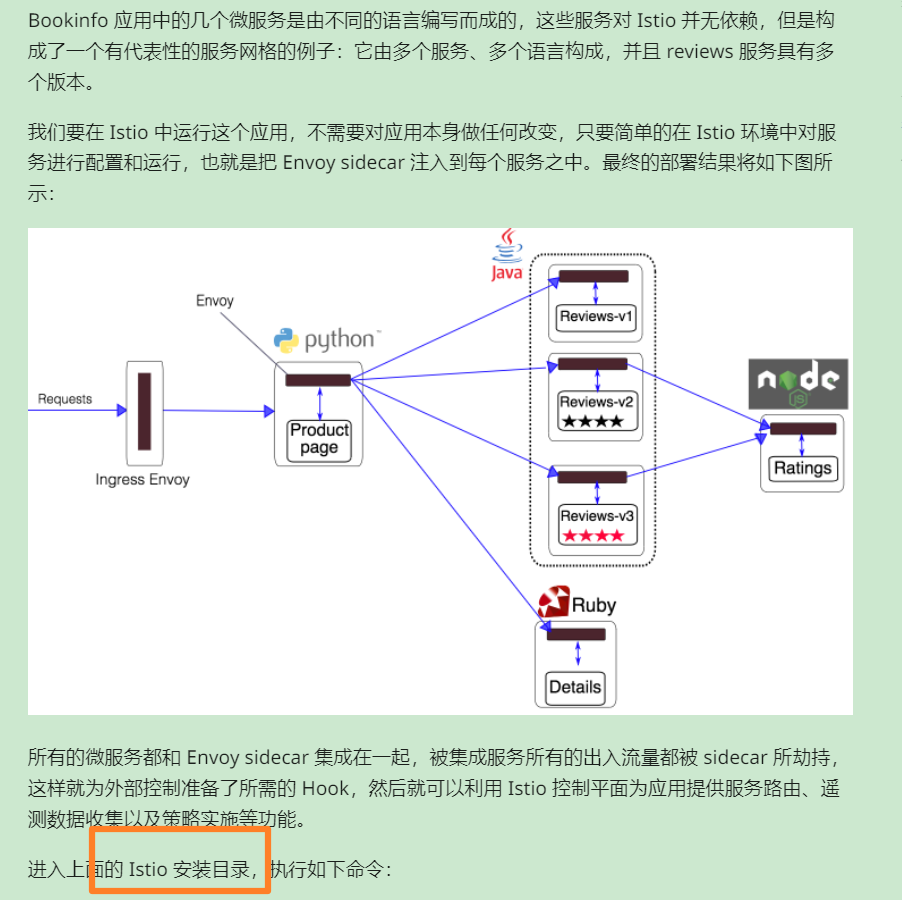 Bookinfo 应用中的几个微服务是由不同的语言编写而成的，这些服务对 Istio 并无依赖，但是构
成了一个有代表性的服务网格的例子：它由多个服务、多个语言构成，并且 reviews 服务具有多
个版本。
我们要在 Istio 中运行这个应用，不需要对应用本身做任何改变，只要简单的在 Istio 环境中对服
务进行配置和运行，也就是把 Envoy sidecar 注入到每个服务之中。最终的部署结果将如下图所
示：
Java
Reviews-v1
Envoy
python
Requests
Product
page
Ingress Envoy
Reviews-v2
★★★★
node
JS
Ratings
Reviews-v3
★★★★
Ruby
Details
所有的微服务都和 Envoy sidecar 集成在一起，被集成服务所有的出入流量都被 sidecar 所劫持，
这样就为外部控制准备了所需的 Hook，然后就可以利用 Istio 控制平面为应用提供服务路由、遥
测数据收集以及策略实施等功能。
进入上面的 Istio 安装目录，执行如下命令：